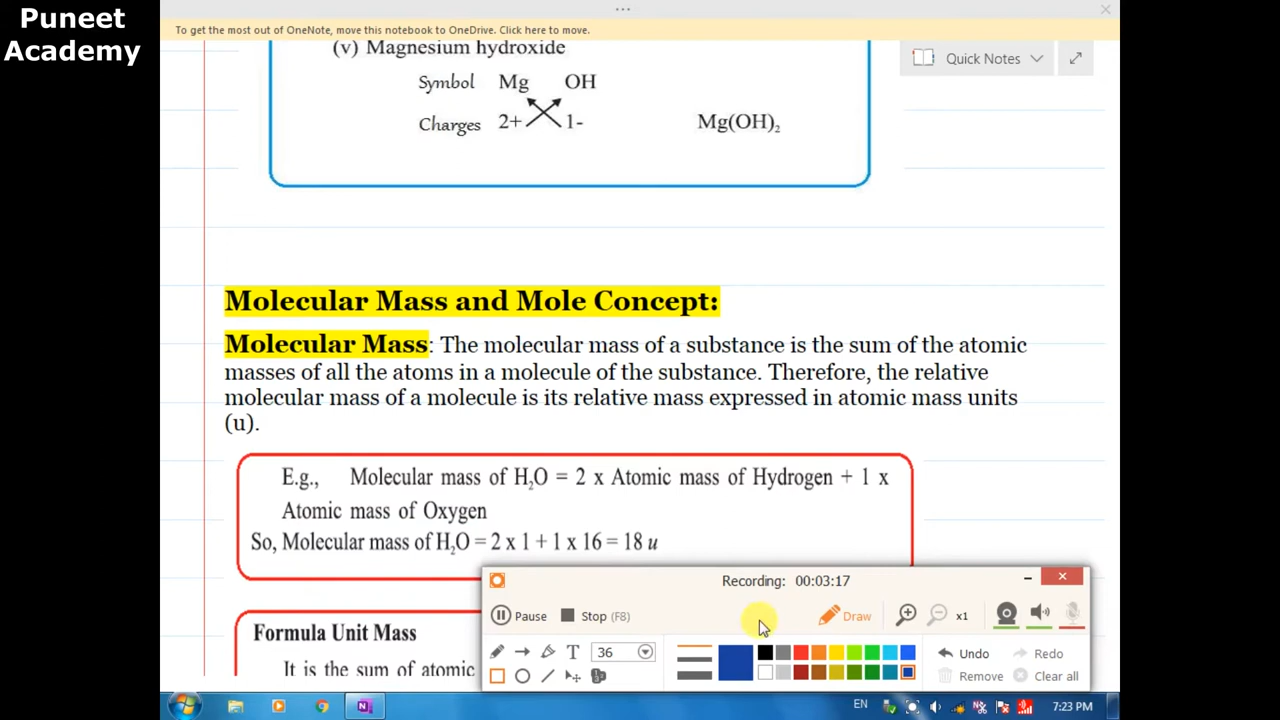 Puneet
Academy
To get the most out of OneNote, move this notebook to OneDrive. Click here to move.
Quick Notes
(v) Magnesium hydroxide
Symbol Mg OH
Charges 2+ 1- Mg(OH)₂
Molecular Mass and Mole Concept:
Molecular Mass: The molecular mass of a substance is the sum of the atomic
masses of all the atoms in a molecule of the substance. Therefore, the relative
molecular mass of a molecule is its relative mass expressed in atomic mass units
(u).
E.g., Molecular mass of H₂O = 2 x Atomic mass of Hydrogen + 1 x
Atomic mass of Oxygen
So, Molecular mass of H₂O = 2 x 1 + 1 x 16 = 18 u
Formula Unit Mass
It is the sum of atomic
Recording: 00:03:17
Pause Stop (F8) Draw x1
T 36 Undo Redo
Remove Clear all
EN 7:23 PM